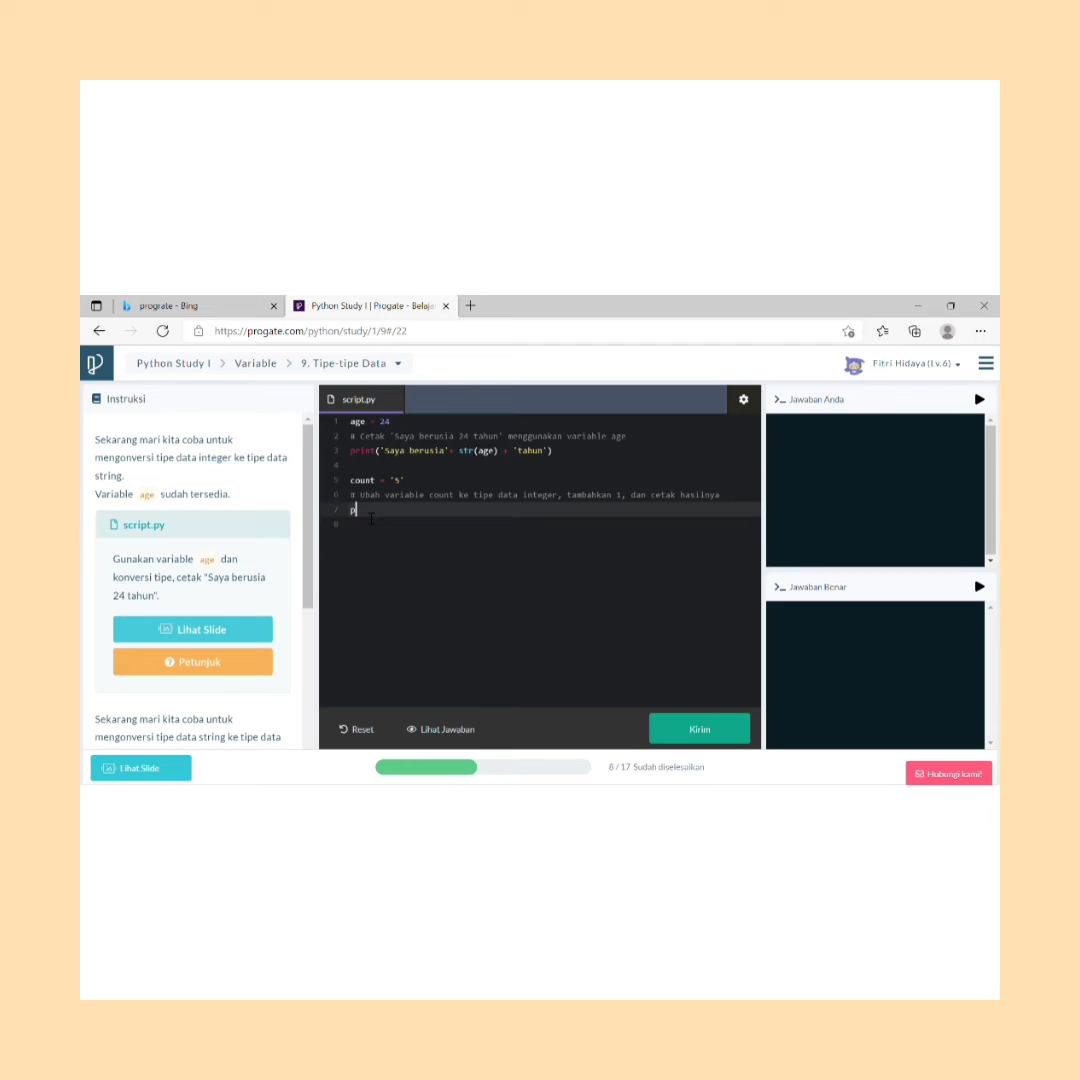 prograte - Bing
Python Study I | Progate - Belaja
https://progate.com/python/study/1/9#/22
Python Study I > Variable > 9. Tipe-tipe Data
Fitri Hidaya (Lv.6)
Instruksi
Sekarang mari kita coba untuk
mengonversi tipe data integer ke tipe data
string.
Variable age sudah tersedia.
script.py
Gunakan variable age dan
konversi tipe, cetak "Saya berusia
24 tahun".
Lihat Slide
Petunjuk
Sekarang mari kita coba untuk
mengonversi tipe data string ke tipe data
script.py
1 age = 24
2 # Cetak 'Saya berusia 24 tahun' menggunakan variable age
3 print('Saya berusia'+ str(age) + 'tahun')
4
5 count = '5'
6 # Ubah variable count ke tipe data integer, tambahkan 1, dan cetak hasilnya
7 p
8
Reset
Lihat Jawaban
Kirim
>_ Jawaban Anda
>_ Jawaban Benar
Lihat Slide
8 / 17 Sudah diselesaikan
Hubungi kami!